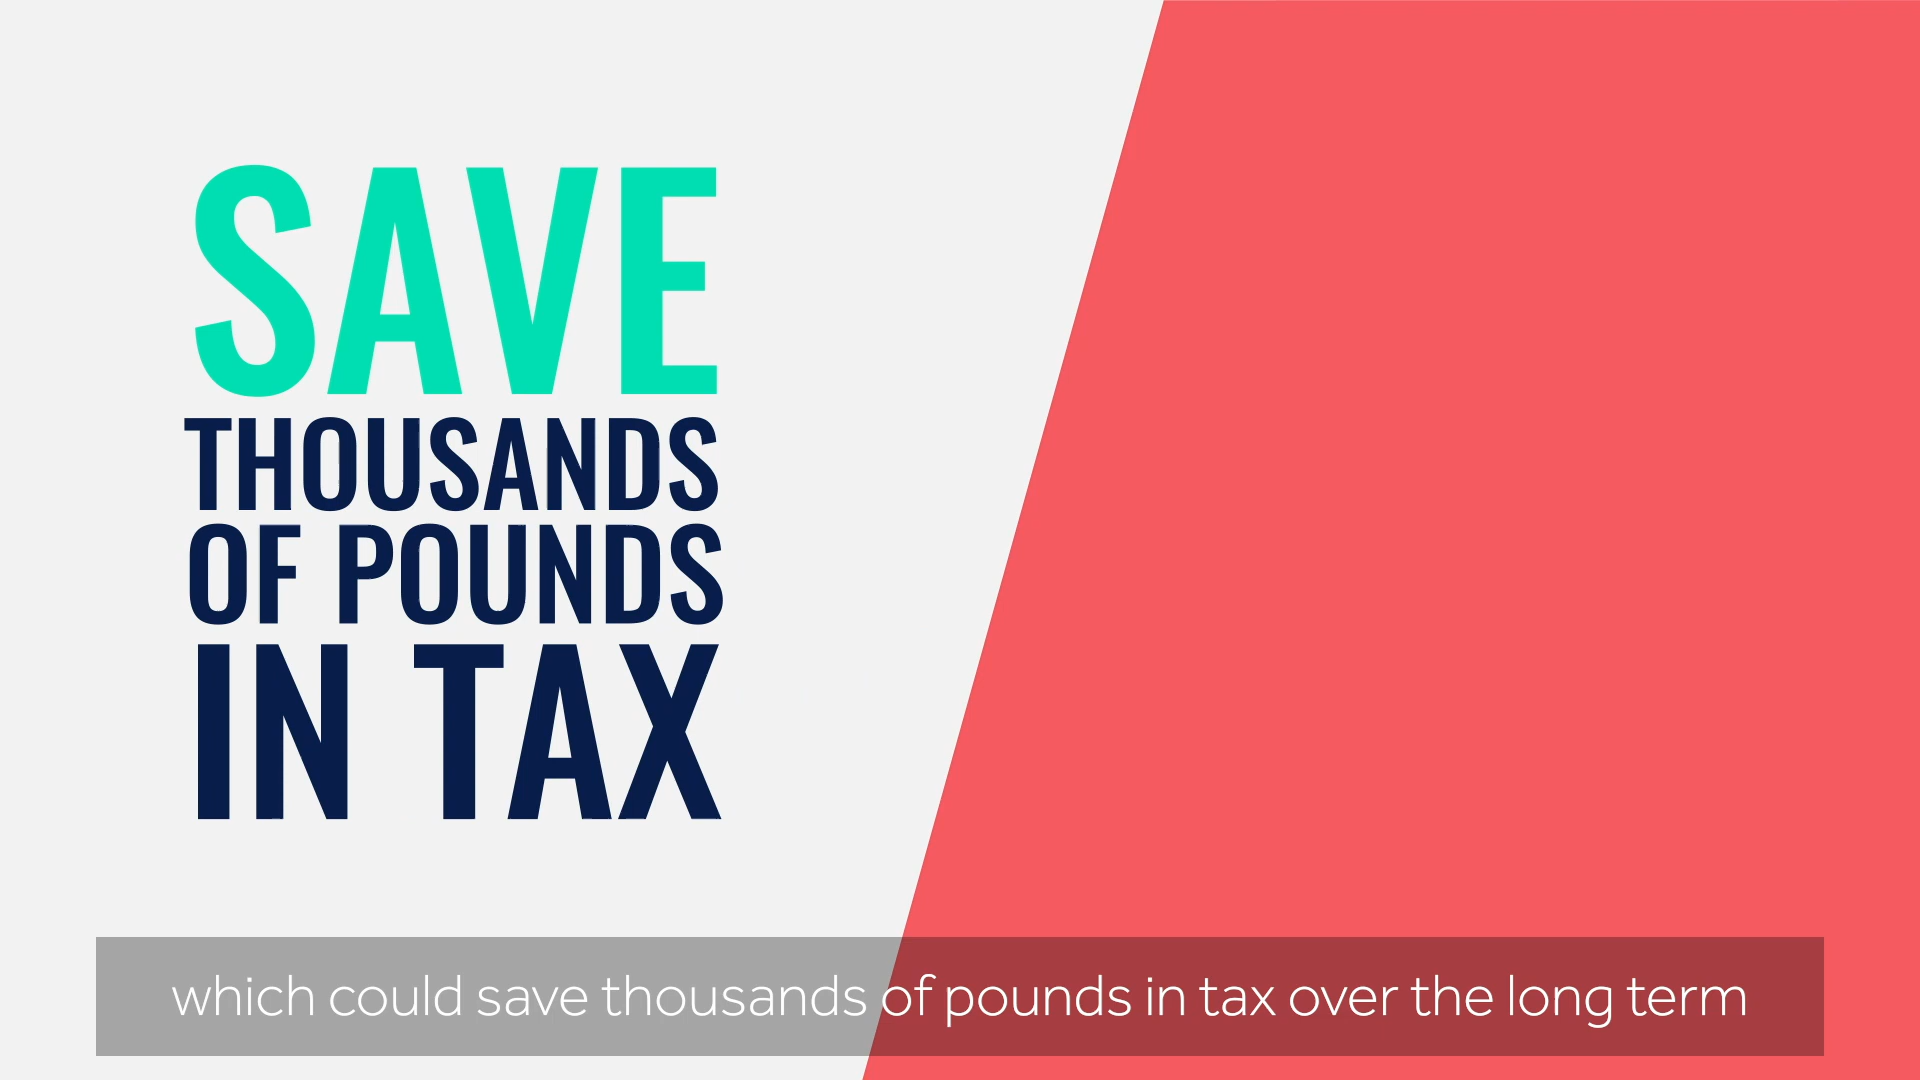 SAVE
THOUSANDS
OF POUNDS
IN TAX
which could save thousands of pounds in tax over the long term